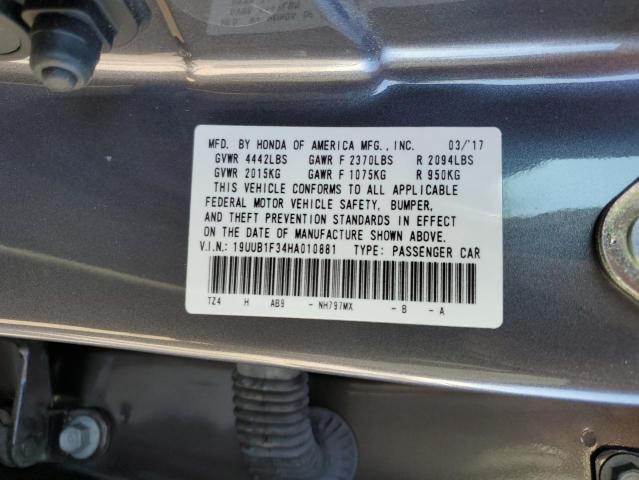 MFD. BY HONDA OF AMERICA MFG., INC. 03/'17
GVWR 4442LBS GAWR F 2370LBS R 2094LBS
GVWR 2015KG GAWR F 1075KG R 950KG
THIS VEHICLE CONFORMS TO ALL APPLICABLE
FEDERAL MOTOR VEHICLE SAFETY, BUMPER,
AND THEFT PREVENTION STANDARDS IN EFFECT
ON THE DATE OF MANUFACTURE SHOWN ABOVE.
V.I.N.: 19UUB1F34HA010881 TYPE: PASSENGER CAR
TZ4 H AB9 - NH797MX - B - A